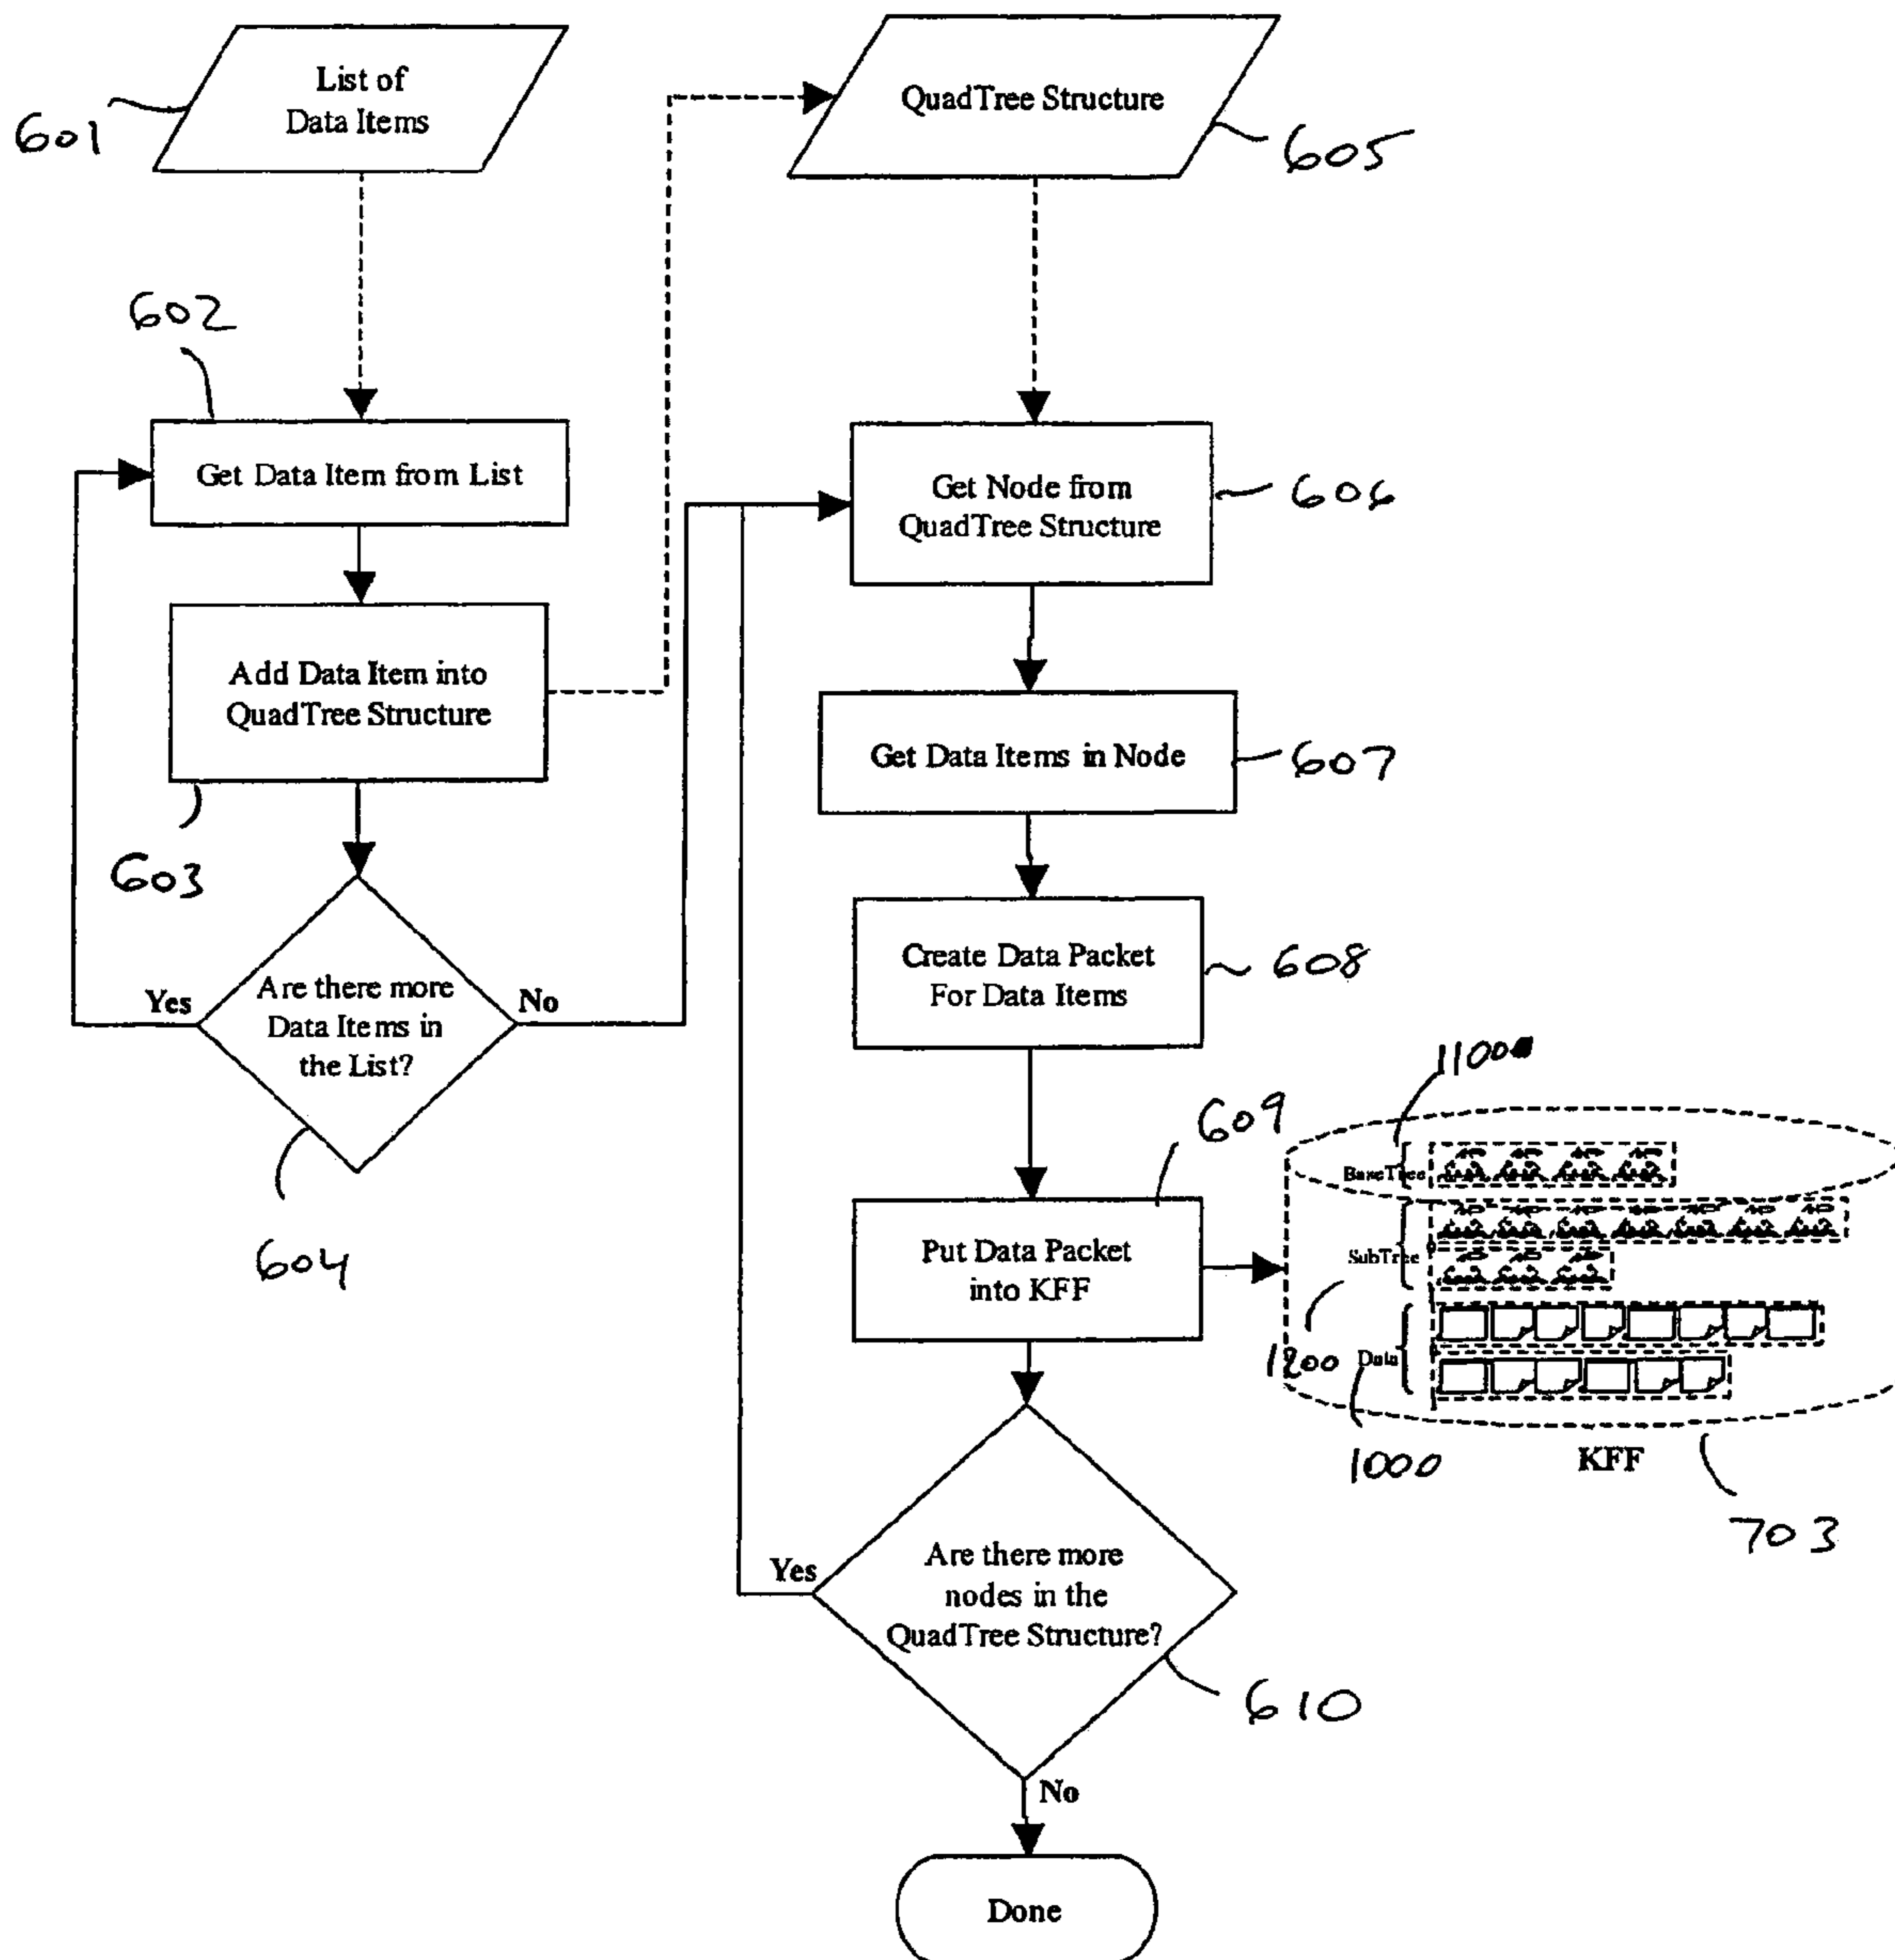 List of
Data Items
601
QuadTree Structure
605
602
Get Data Item from List
Get Node from
QuadTree Structure
606
Add Data Item into
QuadTree Structure
603
Get Data Items in Node
607
Are there more
Data Items in
the List?
Yes
No
604
Create Data Packet
For Data Items
608
609
Put Data Packet
into KFF
1100
BaseTree
SubTree
1200
Data
1000
KFF
703
Are there more
nodes in the
QuadTree Structure?
Yes
610
No
Done